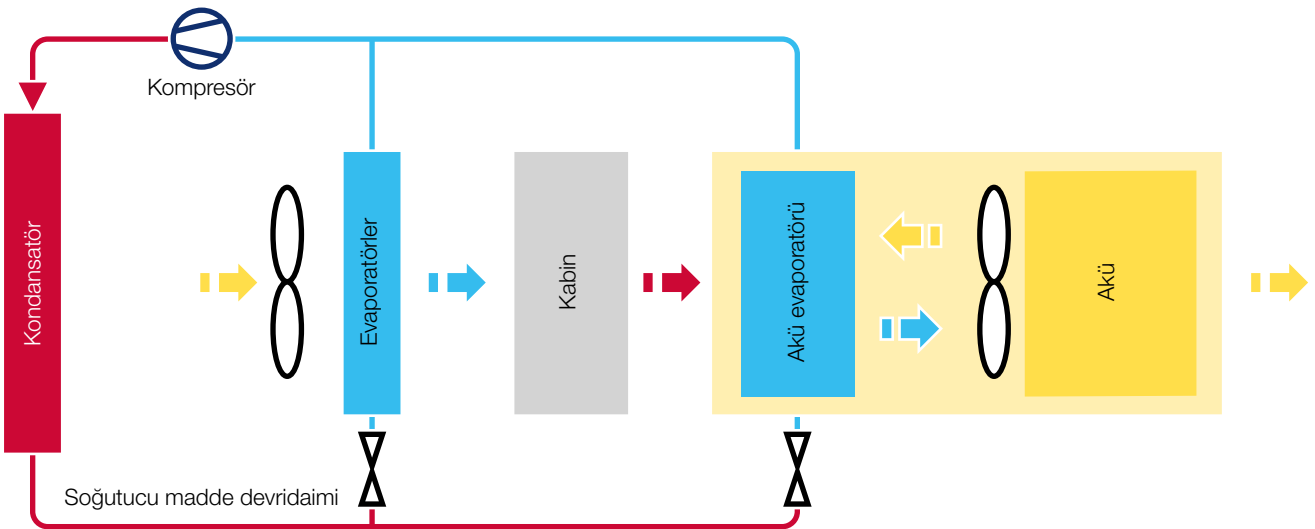 Kompresör
Kondansatör
Evaporatörler
Kabin
Akü evaporatörü
Akü
Soğutucu madde devridaimi